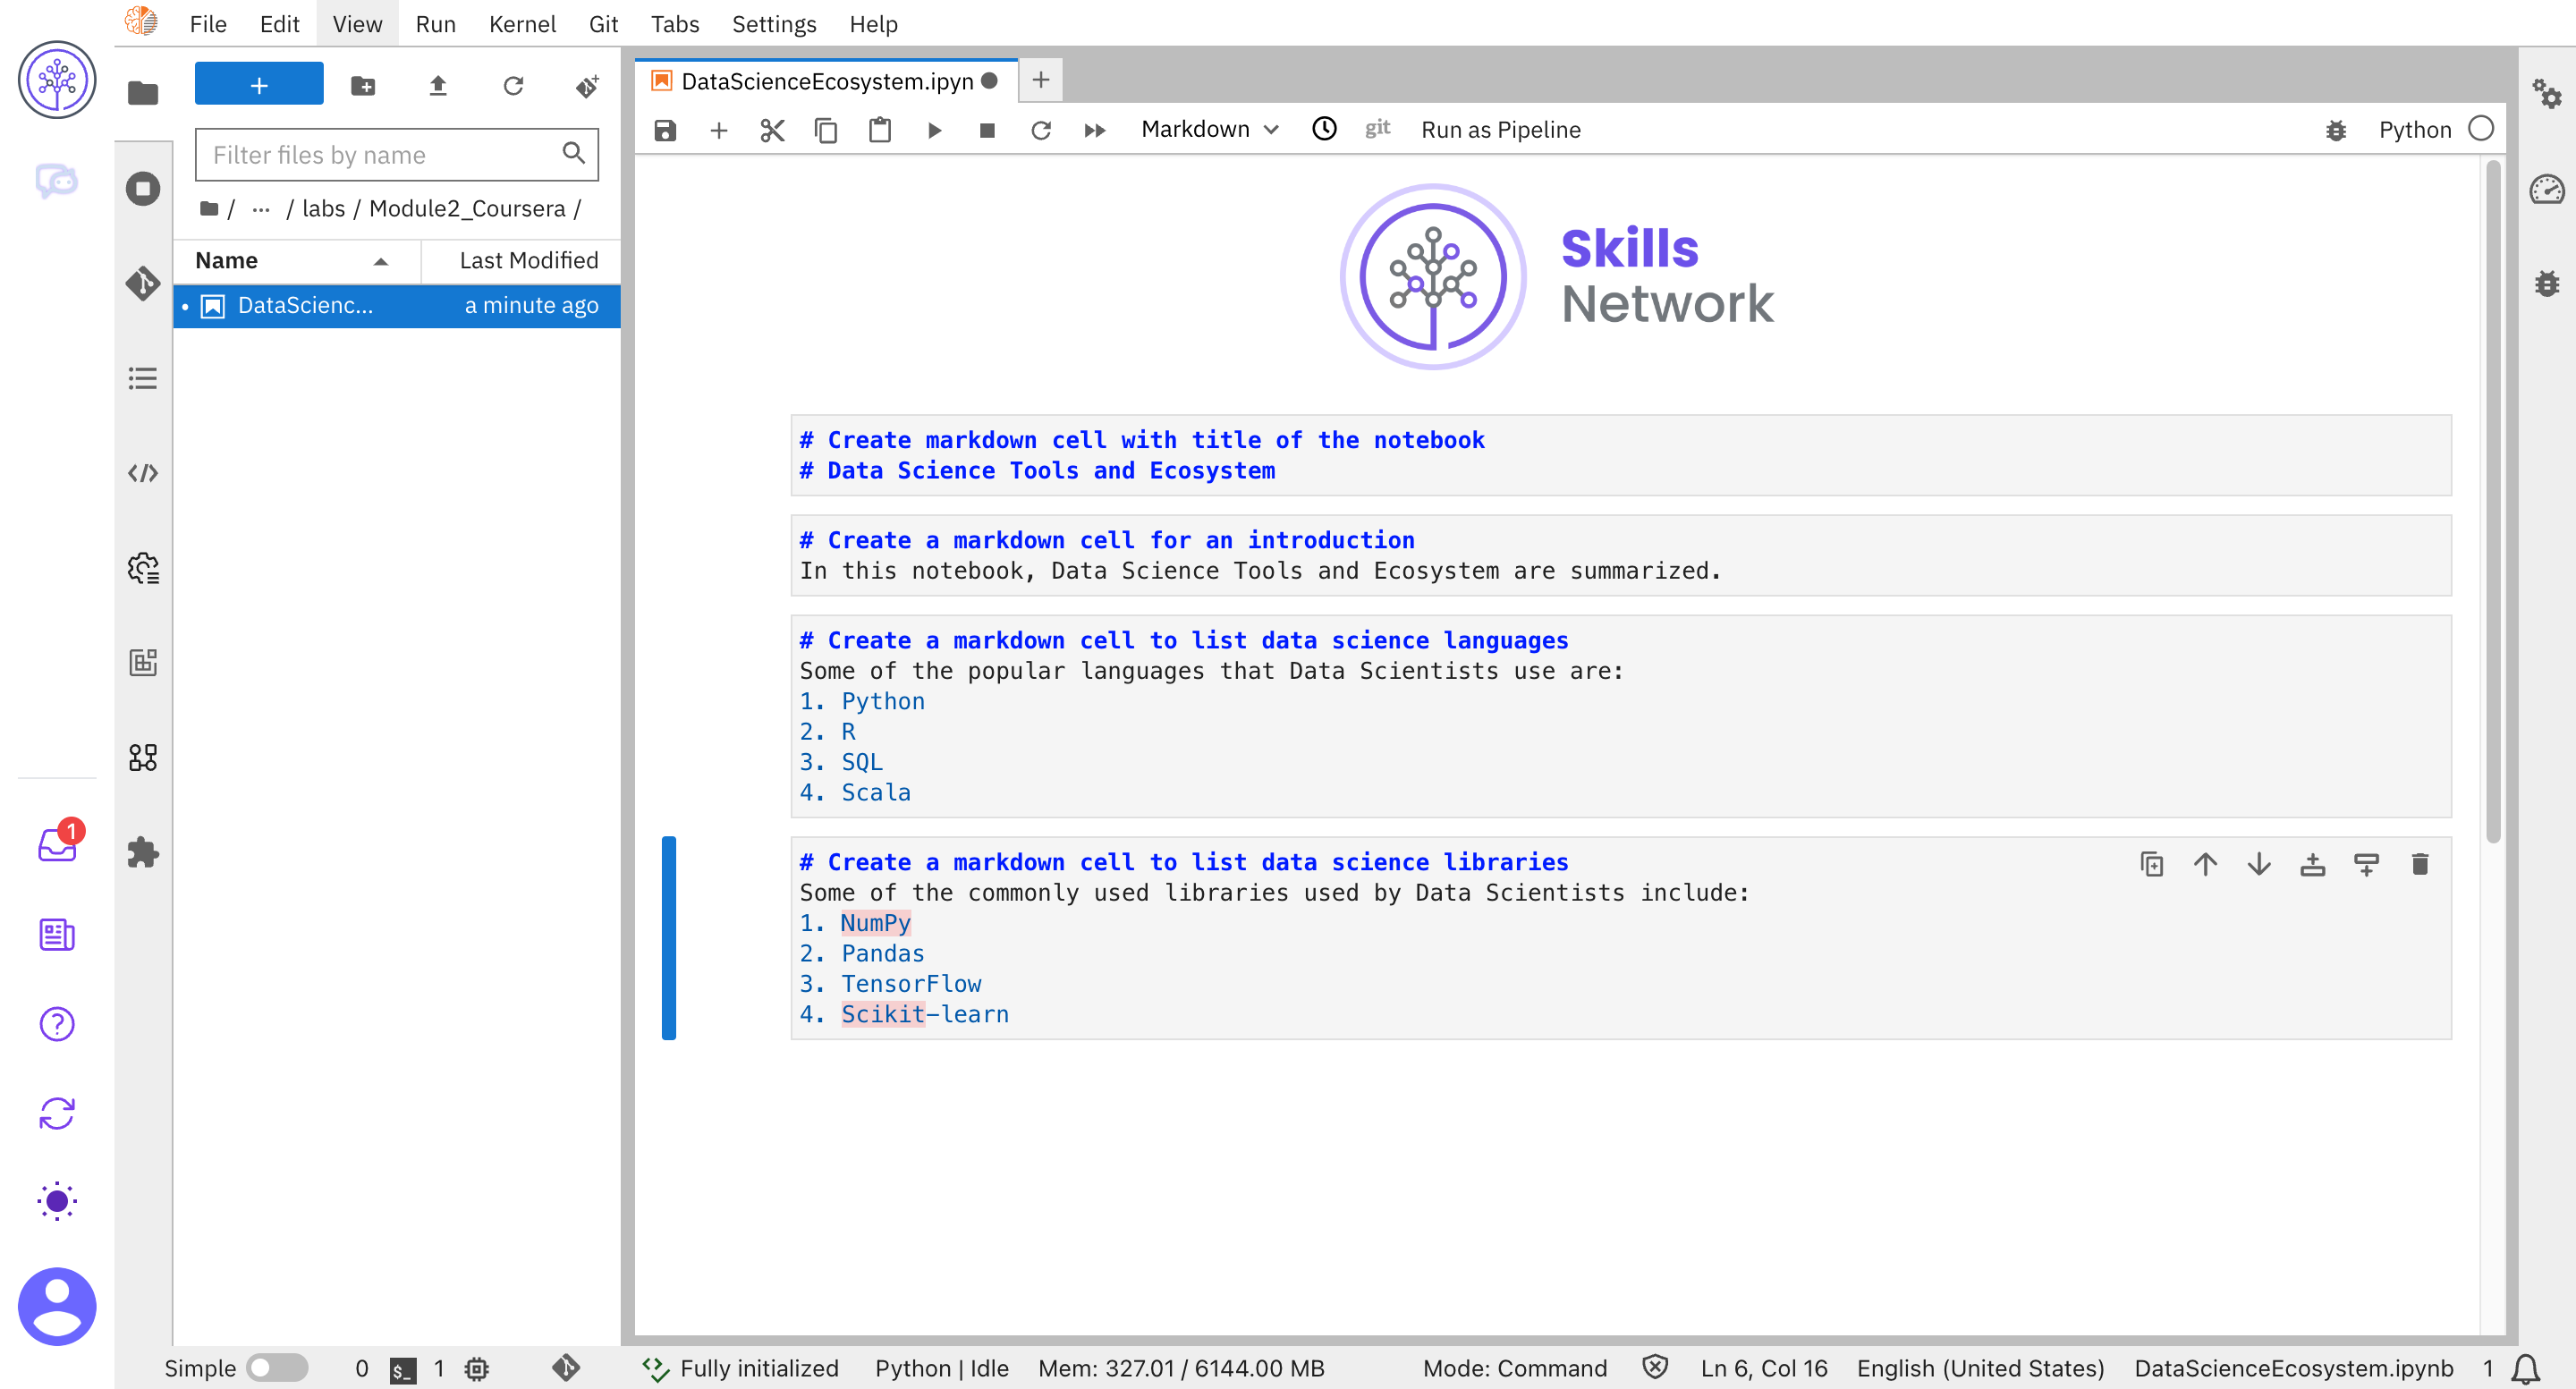 File Edit View Run Kernel Git Tabs Settings Help
+
Filter files by name
/ ... / labs / Module2_Coursera /
Name Last Modified
• DataScienc... a minute ago
1
DataScienceEcosystem.ipyn
Markdown git Run as Pipeline Python
Skills
Network
# Create markdown cell with title of the notebook
# Data Science Tools and Ecosystem
# Create a markdown cell for an introduction
In this notebook, Data Science Tools and Ecosystem are summarized.
# Create a markdown cell to list data science languages
Some of the popular languages that Data Scientists use are:
1. Python
2. R
3. SQL
4. Scala
# Create a markdown cell to list data science libraries
Some of the commonly used libraries used by Data Scientists include:
1. NumPy
2. Pandas
3. TensorFlow
4. Scikit-learn
Simple 0 $_ 1 Fully initialized Python | Idle Mem: 327.01 / 6144.00 MB Mode: Command Ln 6, Col 16 English (United States) DataScienceEcosystem.ipynb 1